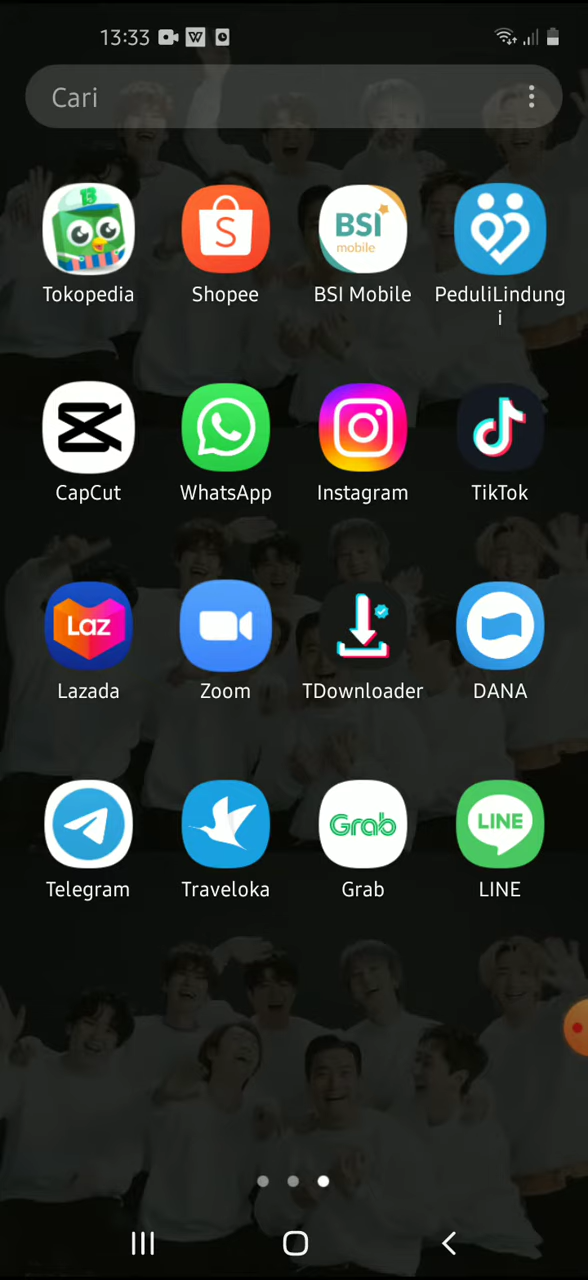 13:33
Cari
Tokopedia
Shopee
BSI
mobile
BSI Mobile
PeduliLindung
i
CapCut
WhatsApp
Instagram
TikTok
Laz
Lazada
Zoom
TDownloader
DANA
Telegram
Traveloka
Grab
Grab
LINE
LINE